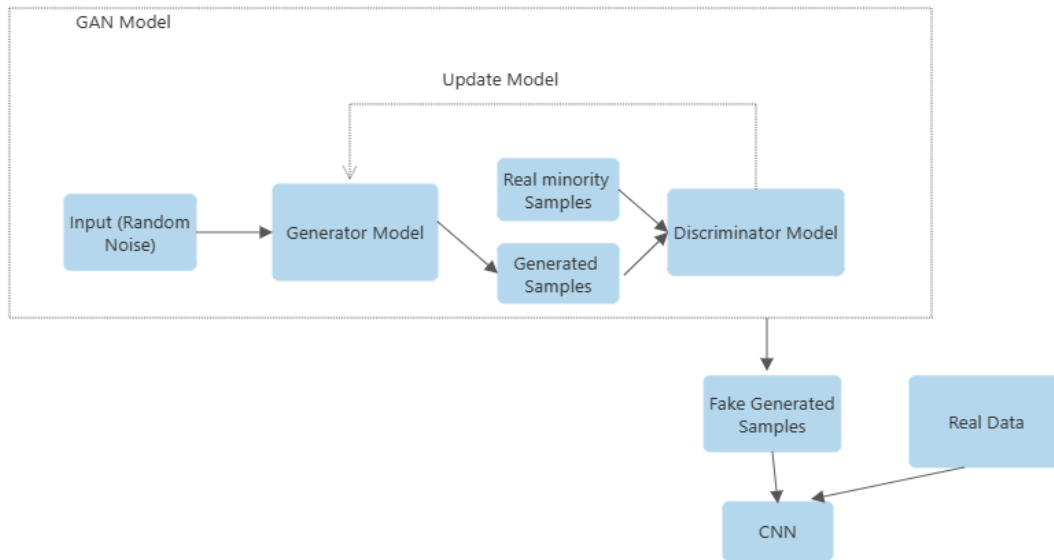 GAN Model
Update Model
Input (Random
Noise)
Generator Model
Real minority
Samples
Generated
Samples
Discriminator Model
Fake Generated
Samples
Real Data
CNN